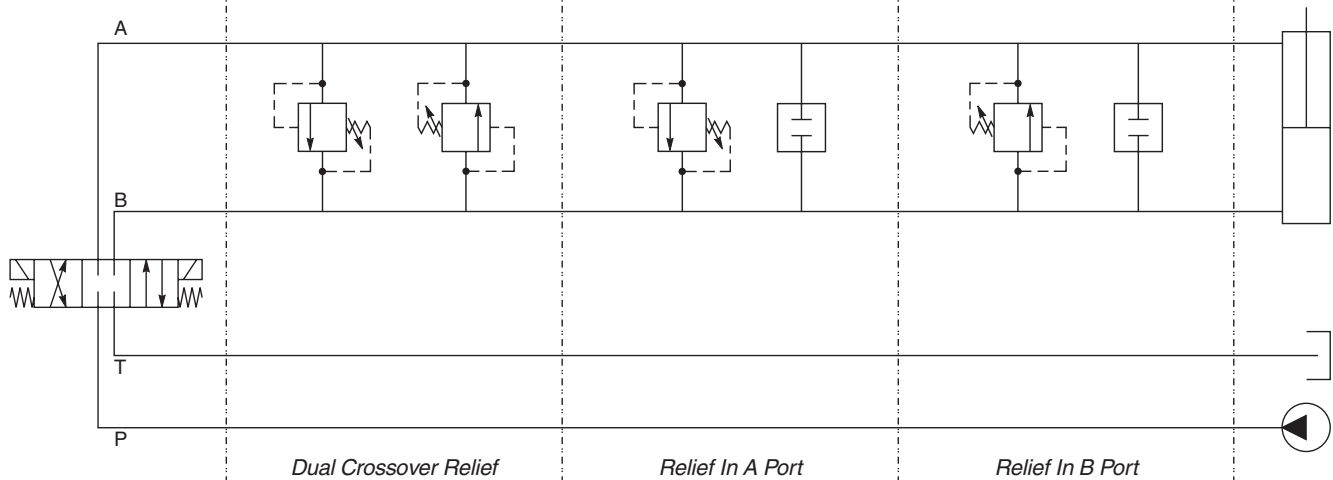 A
B
T
P
Dual Crossover Relief
Relief In A Port
Relief In B Port